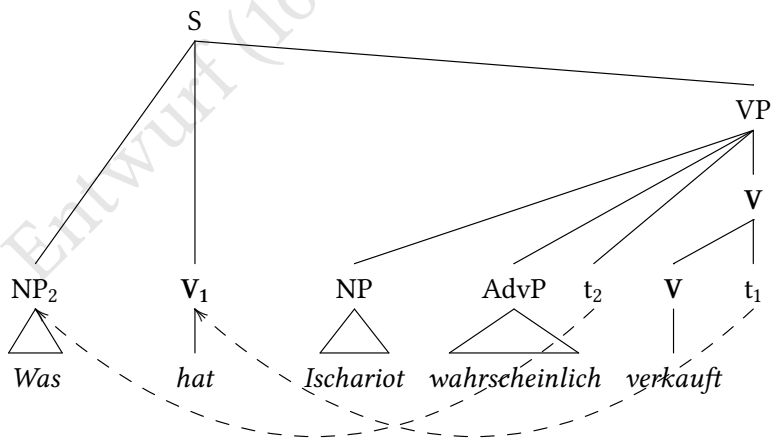 S
VP
V
NP₂ V₁ NP AdvP t₂ V t₁
Was hat Ischariot wahrscheinlich verkauft
Entwurf